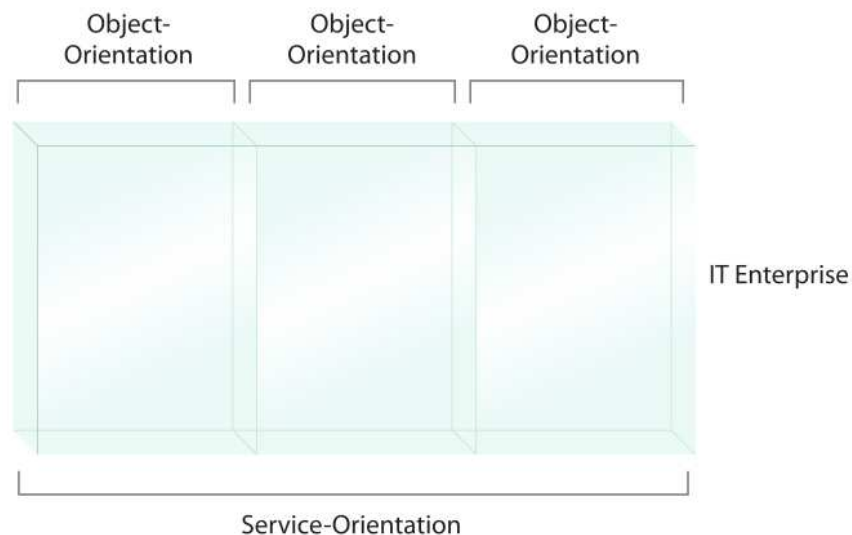 Object-
Orientation
Object-
Orientation
Object-
Orientation
IT Enterprise
Service-Orientation